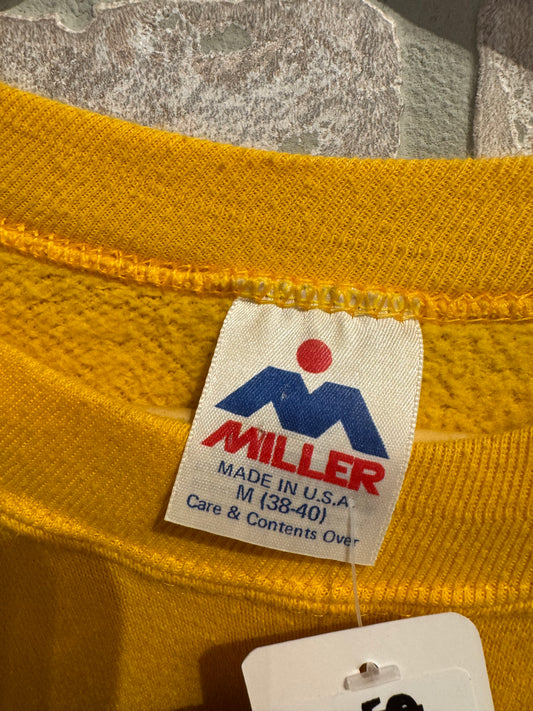 MILLER
MADE IN U.S.A.
M (38-40)
Care & Contents Over